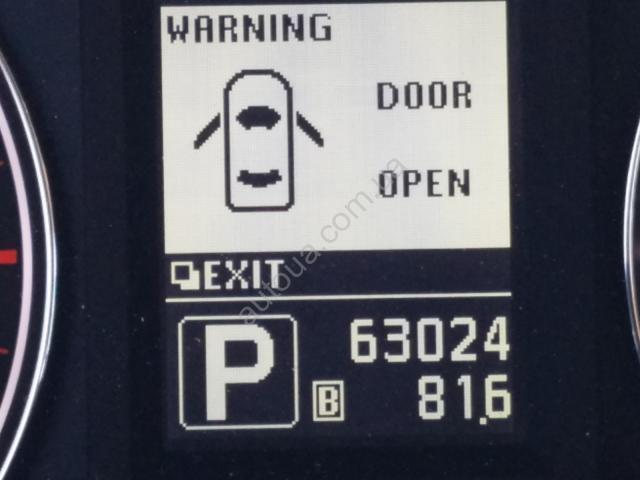 WARNING
DOOR
OPEN
EXIT
P
63024
B 81.6
autoua.com.ua